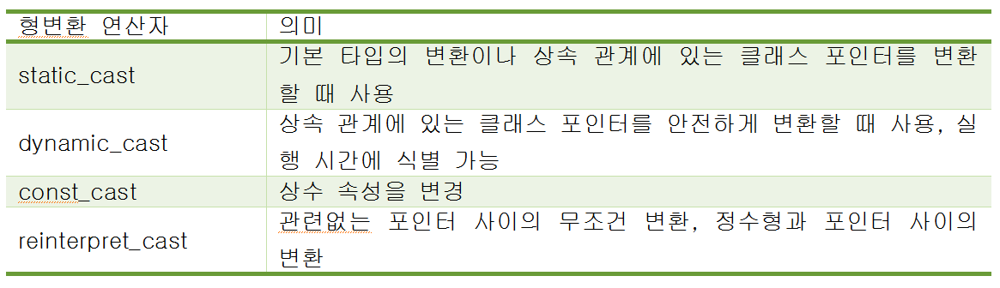 형변환 연산자 의미
static_cast 기본 타입의 변환이나 상속 관계에 있는 클래스 포인터를 변환
할 때 사용
dynamic_cast 상속 관계에 있는 클래스 포인터를 안전하게 변환할 때 사용, 실
행 시간에 식별 가능
const_cast 상수 속성을 변경
reinterpret_cast 관련없는 포인터 사이의 무조건 변환, 정수형과 포인터 사이의
변환